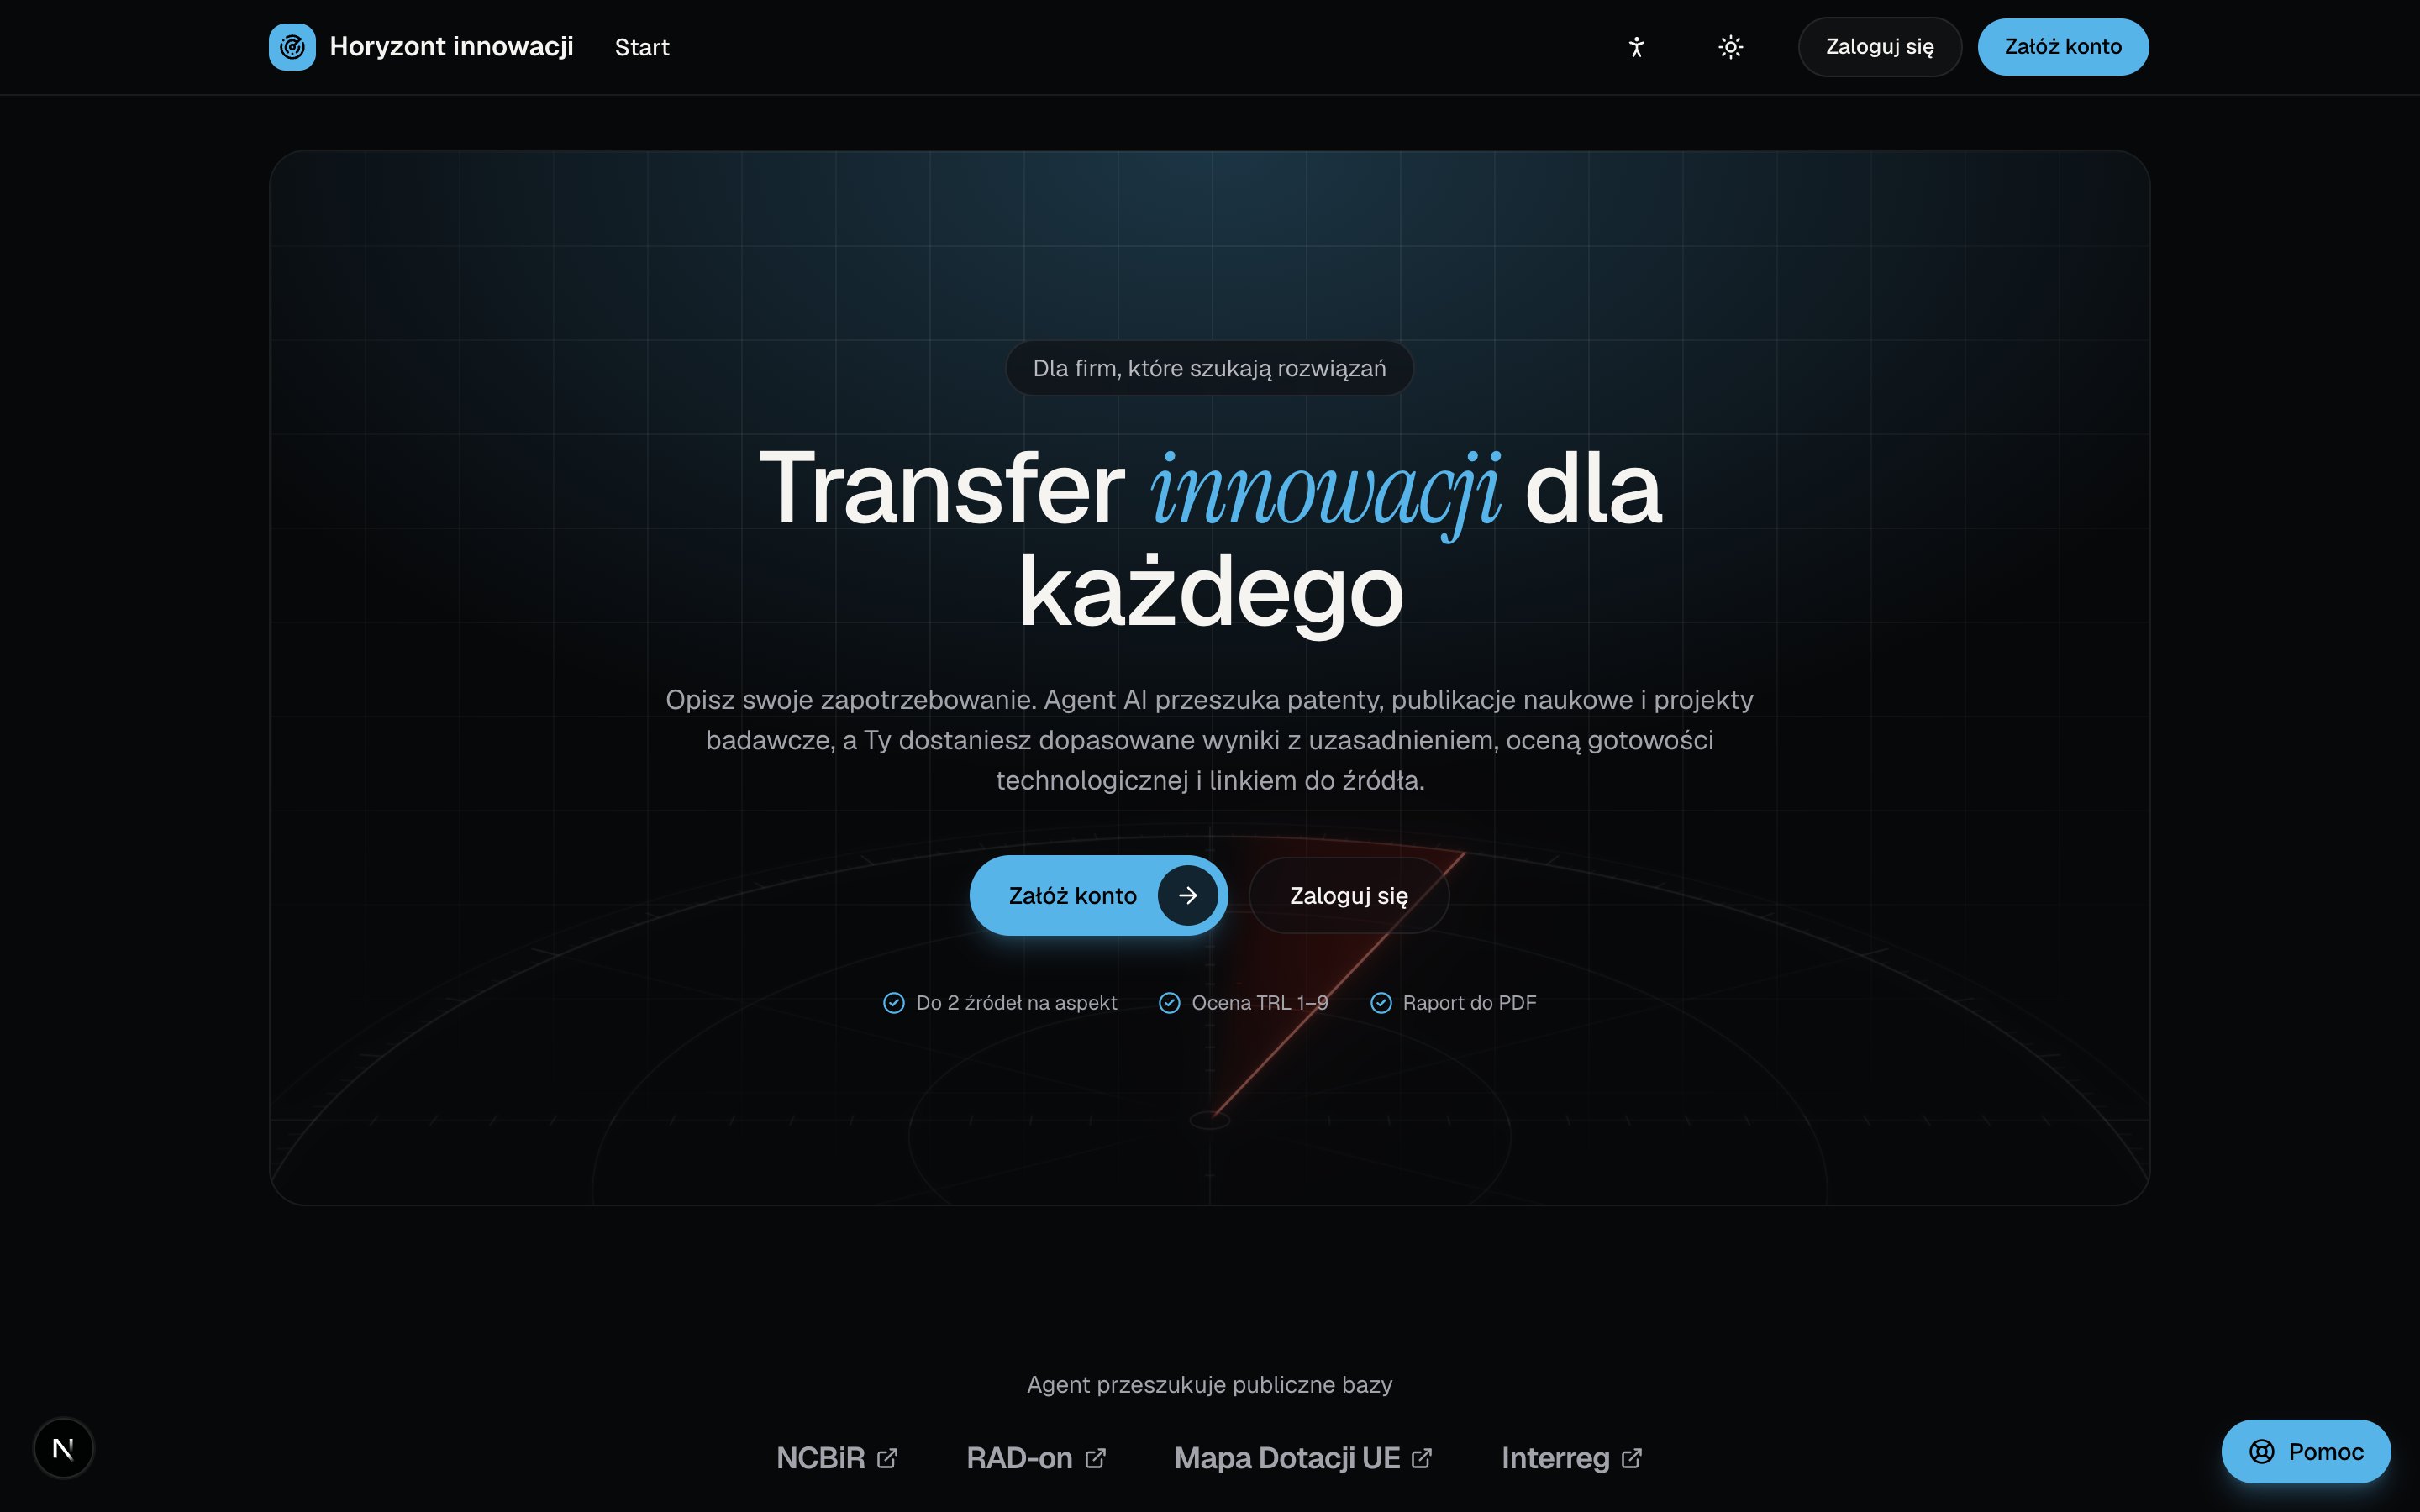 Horyzont innowacji
Start
Zaloguj się
Załóż konto
Dla firm, które szukają rozwiązań
Transfer innowacji dla
każdego
Opisz swoje zapotrzebowanie. Agent AI przeszuka patenty, publikacje naukowe i projekty
badawcze, a Ty dostaniesz dopasowane wyniki z uzasadnieniem, oceną gotowości
technologicznej i linkiem do źródła.
Załóż konto
Zaloguj się
Do 2 źródeł na aspekt
Ocena TRL 1–9
Raport do PDF
Agent przeszukuje publiczne bazy
NCBiR
RAD-on
Mapa Dotacji UE
Interreg
N
Pomoc